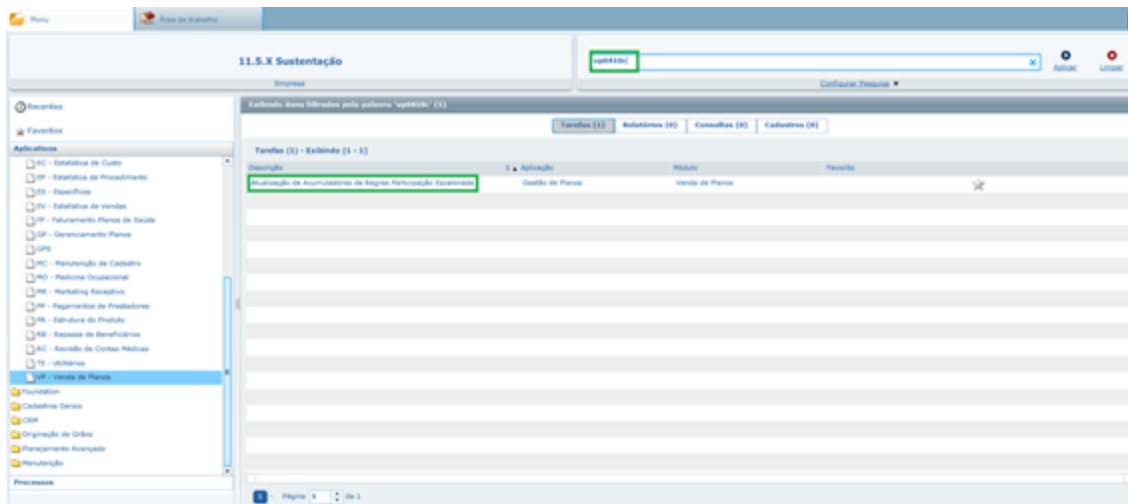 Menu
Área de trabalho
11.5.X Sustentação
Empresa
vp0410c
Aplicar
Limpar
Configurar Pesquisa
Recentes
Favoritos
Aplicativos
EC - Estatística de Custo
EP - Estatística de Procedimento
ES - Específicos
EV - Estatística de Vendas
FP - Faturamento Planos de Saúde
GP - Gerenciamento Planos
GPS
MC - Manutenção de Cadastro
MO - Medicina Ocupacional
MR - Marketing Receptivo
PP - Pagamentos de Prestadores
PR - Estrutura do Produto
RB - Repasse de Beneficiários
RC - Revisão de Contas Médicas
TE - Utilitários
VP - Venda de Planos
Foundation
Cadastros Gerais
CRM
Originação de Grãos
Planejamento Avançado
Manutenção
Processos
Exibindo itens filtrados pela palavra 'vp0410c' (1)
Tarefas (1) Relatórios (0) Consultas (0) Cadastros (0)
Tarefas (1) - Exibindo [1 - 1]
Descrição 1 Aplicação Módulo Favorito
Atualização de Acumuladores de Regras Participação Escalonada Gestão de Planos Venda de Planos
1 Página 1 de 1